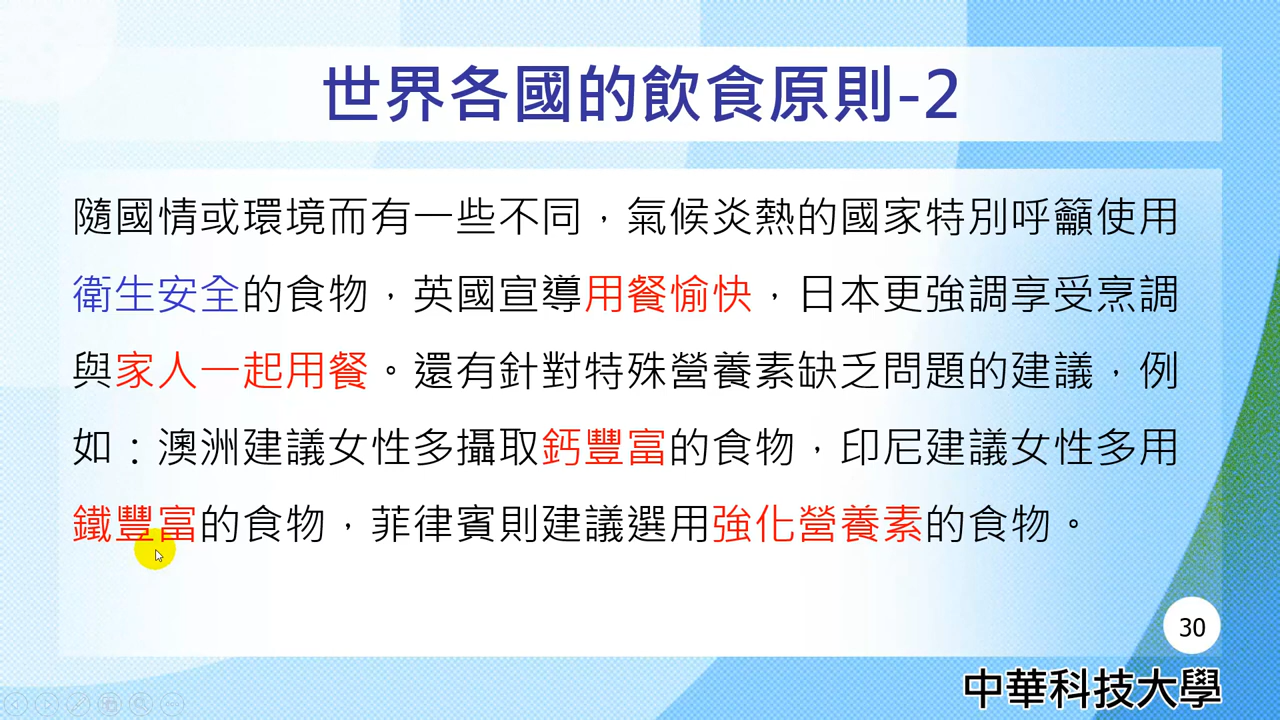 世界各國的飲食原則-2
隨國情或環境而有一些不同，氣候炎熱的國家特別呼籲使用
衛生安全的食物，英國宣導用餐愉快，日本更強調享受烹調
與家人一起用餐。還有針對特殊營養素缺乏問題的建議，例
如：澳洲建議女性多攝取鈣豐富的食物，印尼建議女性多用
鐵豐富的食物，菲律賓則建議選用強化營養素的食物。
30
中華科技大學